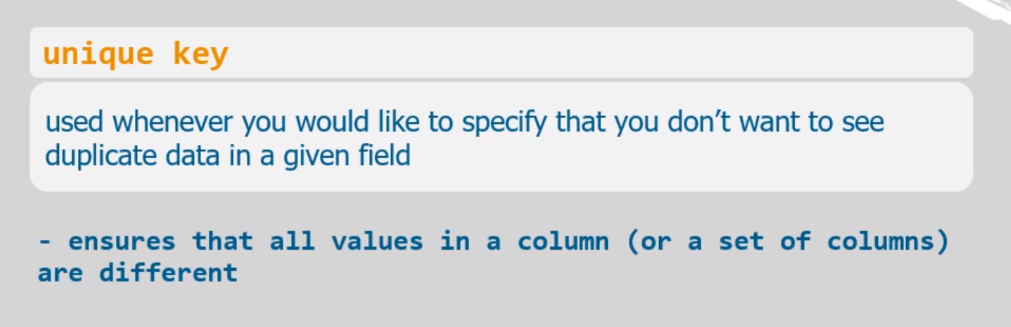 unique key
used whenever you would like to specify that you don’t want to see
duplicate data in a given field
- ensures that all values in a column (or a set of columns)
are different